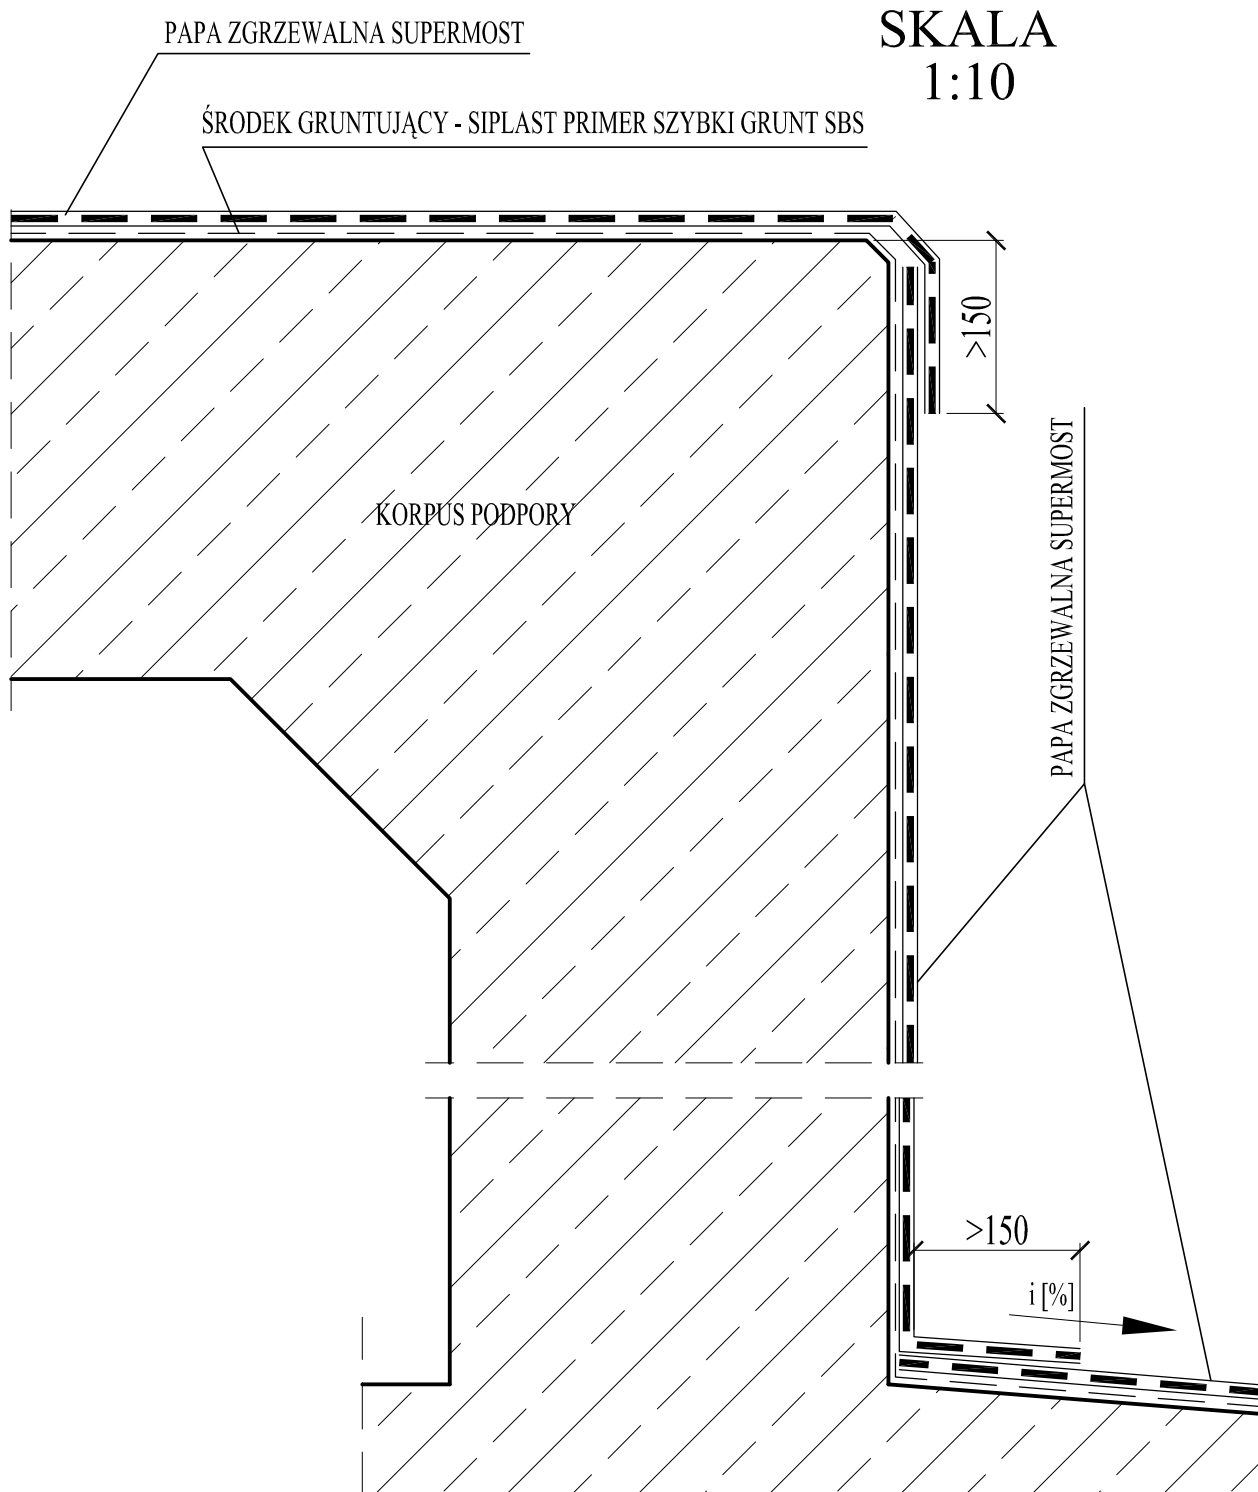 SKALA
1:10
PAPA ZGRZEWALNA SUPERMOST
ŚRODEK GRUNTUJĄCY - SIPLAST PRIMER SZYBKI GRUNT SBS
>150
KORPUS PODPORY
PAPA ZGRZEWALNA SUPERMOST
>150
i [%]